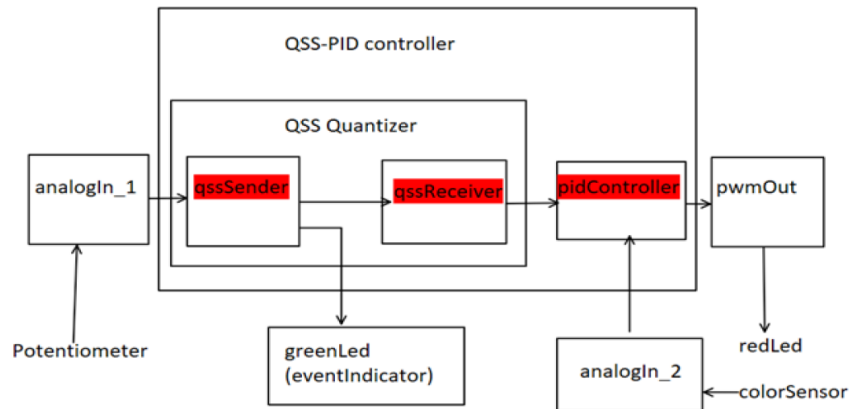 QSS-PID controller
QSS Quantizer
analogIn_1
qssSender
qssReceiver
pidController
pwmOut
Potentiometer
greenLed
(eventIndicator)
analogIn_2
redLed
colorSensor